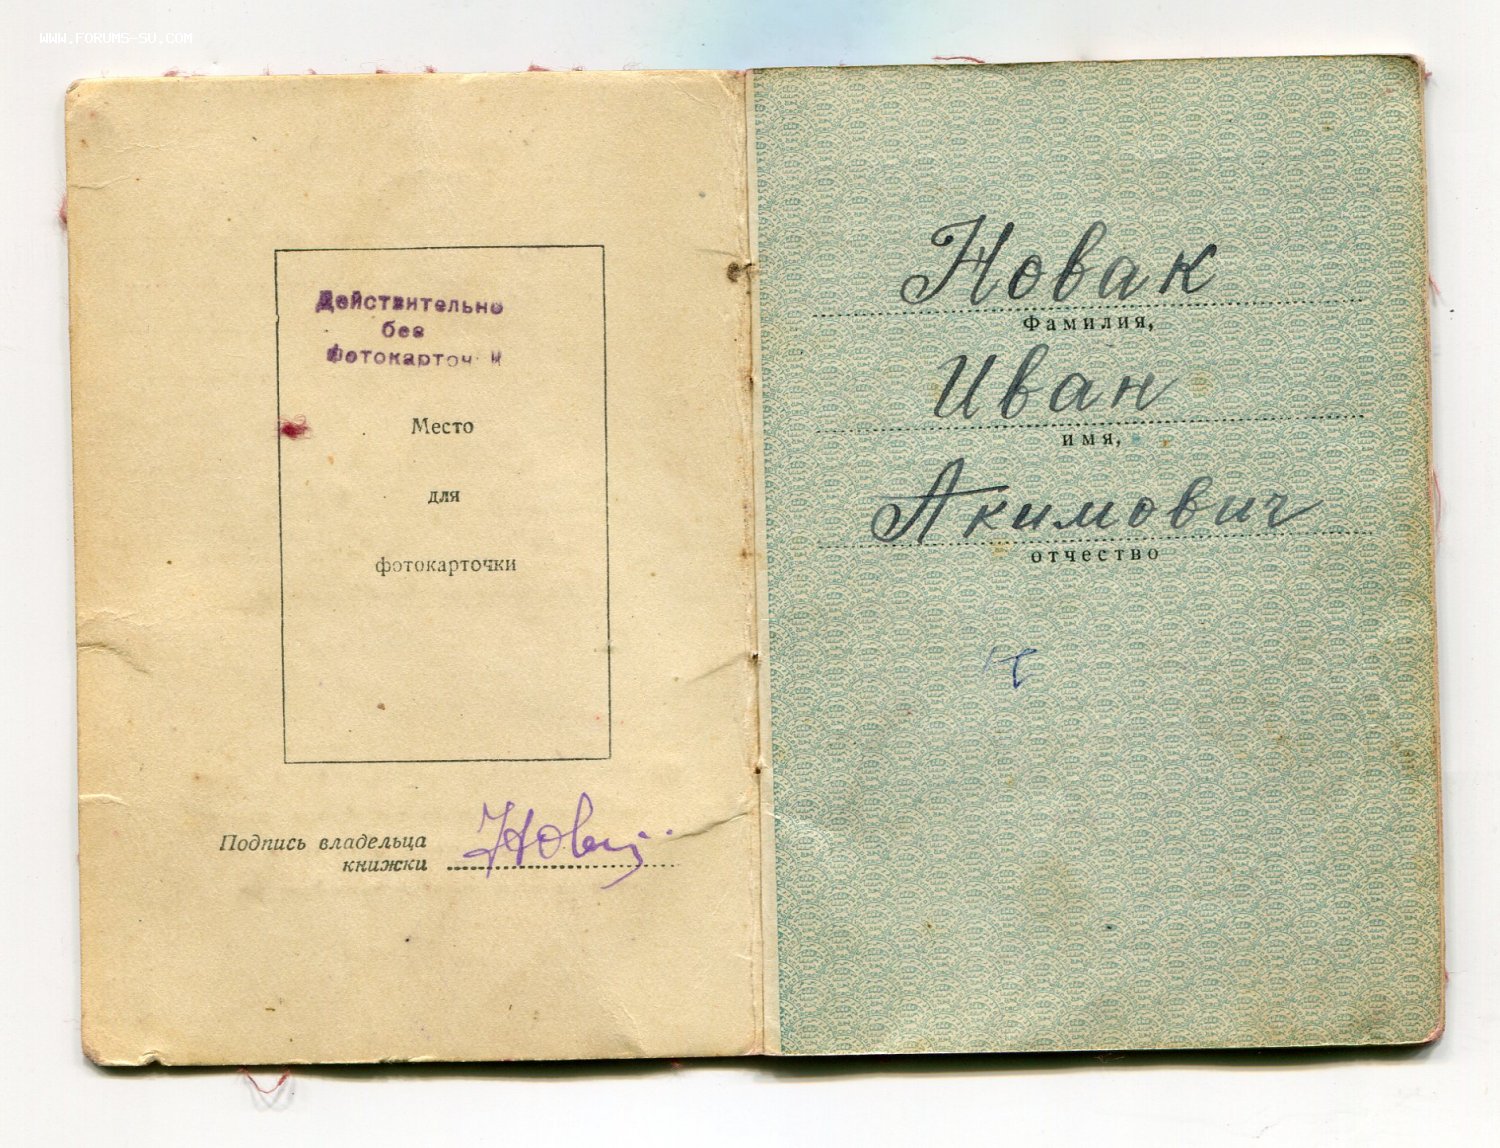 WWW.FORUMS-SU.COM
Действительно
без
фотокарточки
Место
для
фотокарточки
Подпись владельца
книжки
Новак
Фамилия,
Иван
имя,
Акимович
отчество